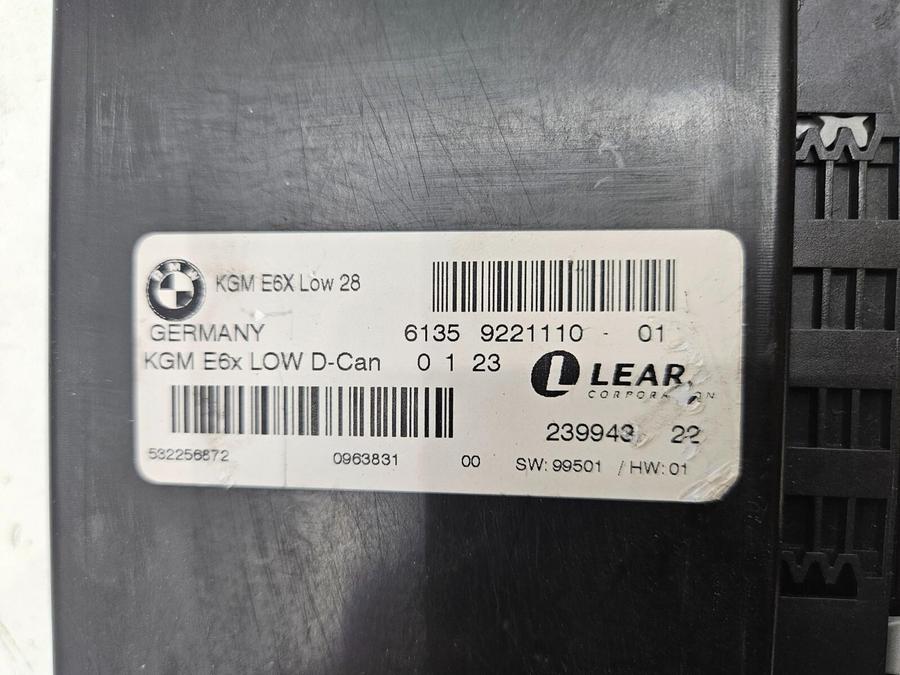 BMW
KGM E6X Low 28
GERMANY 6135 9221110 - 01
KGM E6x LOW D-Can 0 1 23
LEAR
CORPORATION
239943 22
532256872 0963831 00 SW: 99501 / HW: 01